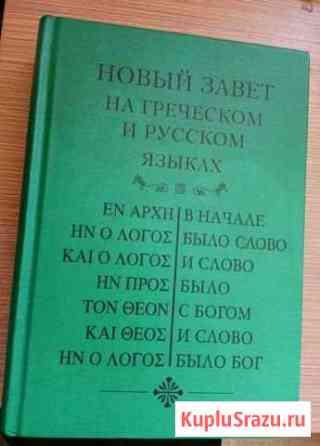 НОВЫЙ ЗАВЕТ
НА ГРЕЧЕСКОМ
И РУССКОМ
ЯЗЫКАХ
ΕΝ ΑΡΧΗ В НАЧАЛЕ
ΗΝ Ο ΛΟΓΟΣ БЫЛО СЛОВО
ΚΑΙ Ο ΛΟΓΟΣ И СЛОВО
ΗΝ ΠΡΟΣ БЫЛО
ΤΟΝ ΘΕΟΝ С БОГОМ
ΚΑΙ ΘΕΟΣ И СЛОВО
ΗΝ Ο ΛΟΓΟΣ БЫЛО БОГ
KupluSrazu.ru